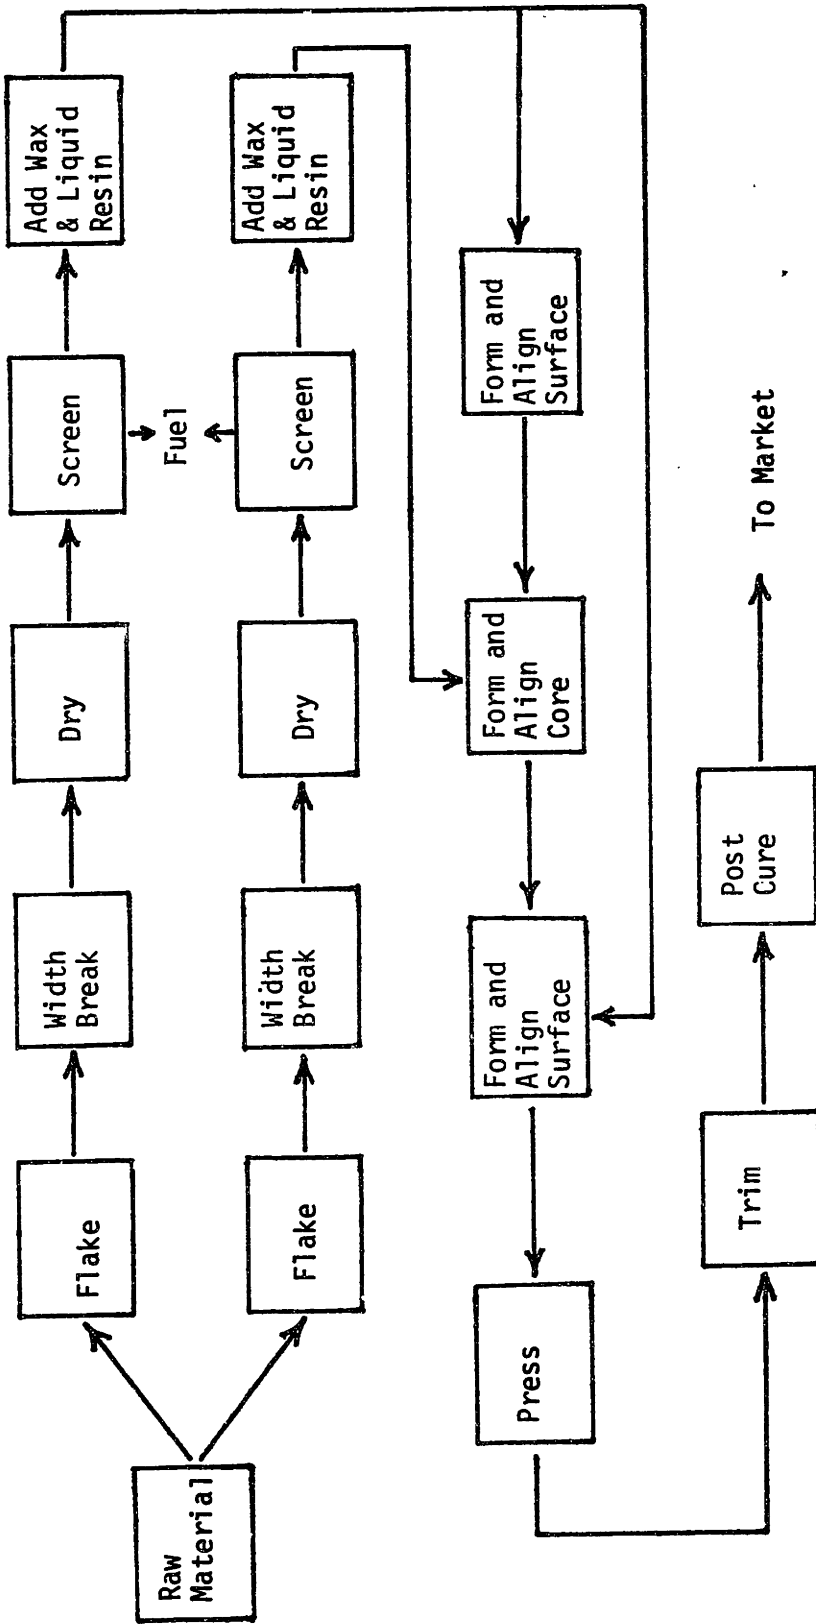 Raw
Material
Flake
Width
Break
Dry
Screen
Add Wax
& Liquid
Resin
Fuel
Flake
Width
Break
Dry
Screen
Add Wax
& Liquid
Resin
Press
Form and
Align
Surface
Form and
Align
Core
Form and
Align
Surface
Trim
Post
Cure
To Market